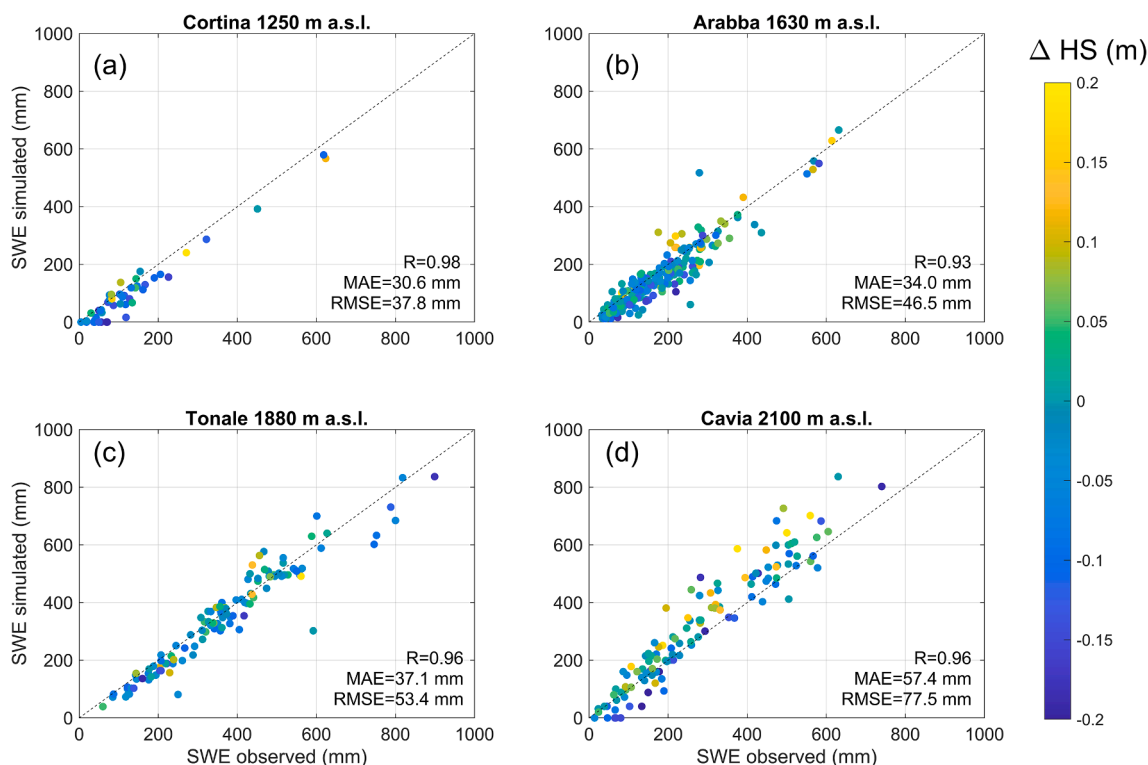 Cortina 1250 m a.s.l.
(a)
SWE simulated (mm)
1000
800
600
400
200
0
R=0.98
MAE=30.6 mm
RMSE=37.8 mm
0 200 400 600 800 1000
Arabba 1630 m a.s.l.
(b)
1000
800
600
400
200
0
R=0.93
MAE=34.0 mm
RMSE=46.5 mm
0 200 400 600 800 1000
Δ HS (m)
0.2
0.15
0.1
0.05
0
-0.05
-0.1
-0.15
-0.2
Tonale 1880 m a.s.l.
(c)
SWE simulated (mm)
1000
800
600
400
200
0
R=0.96
MAE=37.1 mm
RMSE=53.4 mm
0 200 400 600 800 1000
SWE observed (mm)
Cavia 2100 m a.s.l.
(d)
1000
800
600
400
200
0
R=0.96
MAE=57.4 mm
RMSE=77.5 mm
0 200 400 600 800 1000
SWE observed (mm)